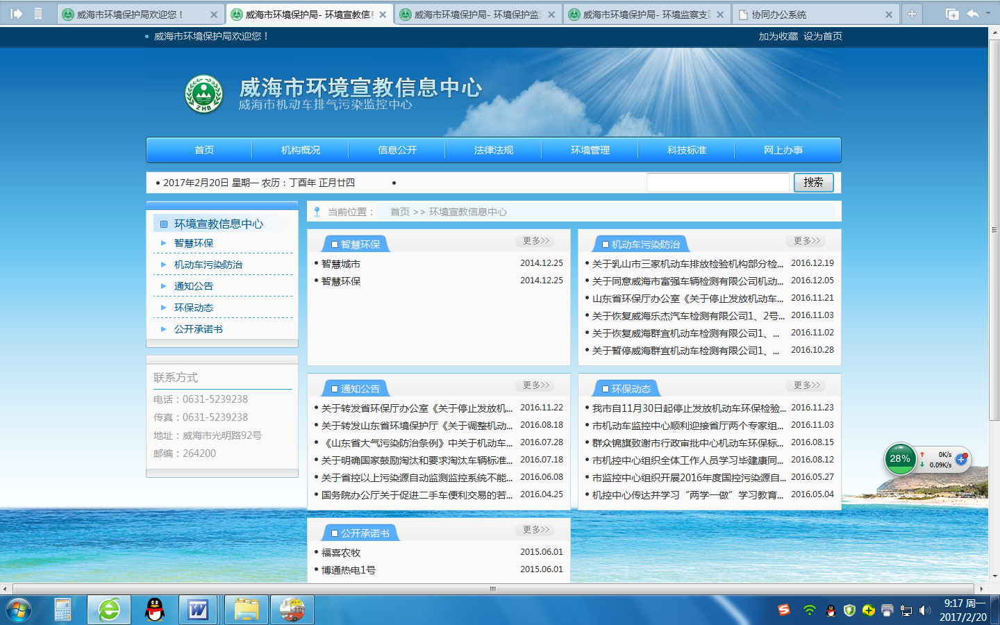 威海市环境保护局欢迎您！
威海市环境保护局- 环境宣教信息
威海市环境保护局- 环境保护监
威海市环境保护局- 环境监察支
协同办公系统
威海市环境保护局欢迎您！
加为收藏 设为首页
威海市环境宣教信息中心
威海市机动车排气污染监控中心
ZHB
首页 机构概况 信息公开 法律法规 环境管理 科技标准 网上办事
2017年2月20日 星期一 农历：丁酉年 正月廿四
搜索
环境宣教信息中心
智慧环保
机动车污染防治
通知公告
环保动态
公开承诺书
联系方式
电话：0631-5239238
传真：0631-5239238
地址：威海市光明路92号
邮编：264200
当前位置： 首页 >> 环境宣教信息中心
智慧环保 更多>>
智慧城市 2014.12.25
智慧环保 2014.12.25
机动车污染防治 更多>>
关于乳山市三家机动车排放检验机构部分检... 2016.12.19
关于同意威海市富强车辆检测有限公司机动... 2016.12.05
山东省环保厅办公室《关于停止发放机动车... 2016.11.21
关于恢复威海乐杰汽车检测有限公司1、2号... 2016.11.03
关于恢复威海群宜机动车检测有限公司1、... 2016.11.02
关于暂停威海群宜机动车检测有限公司1、... 2016.10.28
通知公告 更多>>
关于转发省环保厅办公室《关于停止发放机... 2016.11.22
关于转发山东省环境保护厅《关于调整机动... 2016.08.18
《山东省大气污染防治条例》中关于机动车... 2016.07.28
关于明确国家鼓励淘汰和要求淘汰车辆标准... 2016.07.18
关于省控以上污染源自动监测监控系统不能... 2016.06.08
国务院办公厅关于促进二手车便利交易的若... 2016.04.25
环保动态 更多>>
我市自11月30日起停止发放机动车环保检验... 2016.11.23
市机动车监控中心顺利迎接省厅两个专家组... 2016.11.03
群众锦旗致谢市行政审批中心机动车环保标... 2016.08.15
市机控中心组织全体工作人员学习毕建康同... 2016.08.12
市监控中心组织开展2016年度国控污染源自... 2016.05.27
机控中心传达并学习“两学一做”学习教育... 2016.05.04
公开承诺书 更多>>
福喜农牧 2015.06.01
博通热电1号 2015.06.01
28%
0K/s
0.09K/s
9:17 周一
2017/2/20